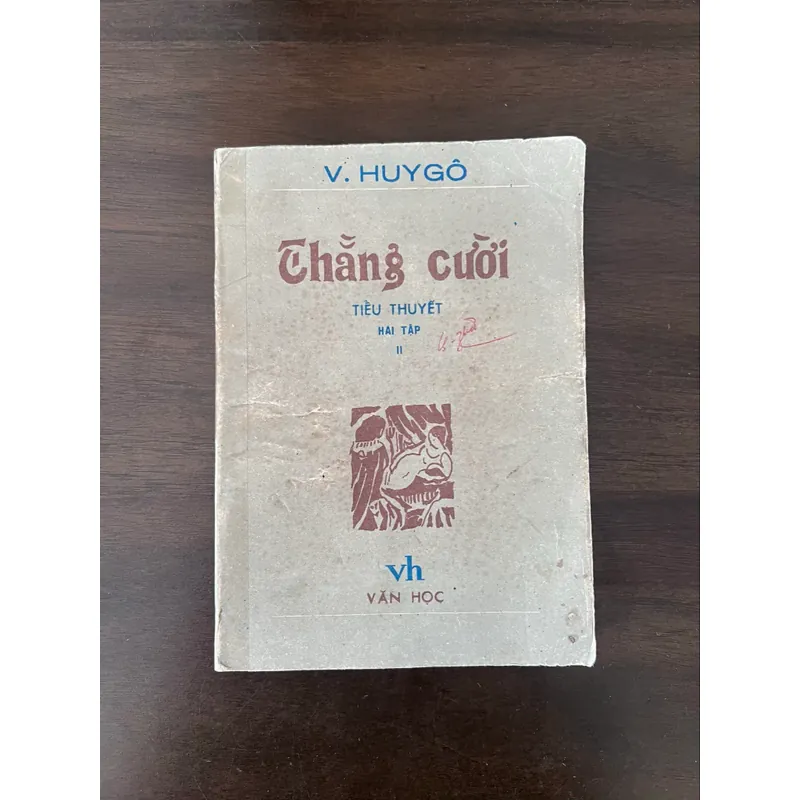 V. HUYGÔ
Thằng cười
TIỂU THUYẾT
HAI TẬP
II
vh
VĂN HỌC